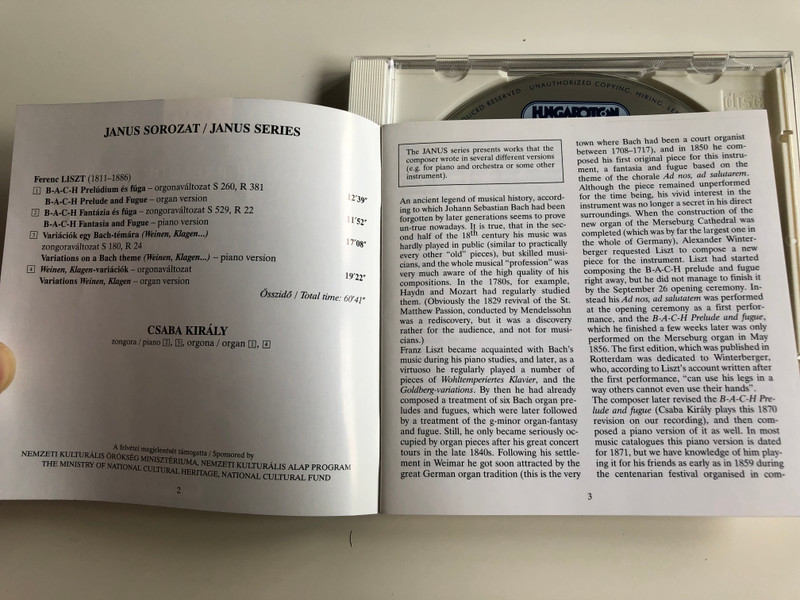 JANUS SOROZAT / JANUS SERIES
Ferenc LISZT (1811–1886)
1 B-A-C-H Prelúdium és fúga – orgonaváltozat S 260, R 381
B-A-C-H Prelude and Fugue – organ version 12'39"
2 B-A-C-H Fantázia és fúga – zongoraváltozat S 529, R 22
B-A-C-H Fantasia and Fugue – piano version 11'52"
3 Variációk egy Bach-témára (Weinen, Klagen...)
zongoraváltozat S 180, R 24 17'08"
Variations on a Bach theme (Weinen, Klagen...) – piano version
4 Weinen, Klagen-variációk – orgonaváltozat
Variations Weinen, Klagen – organ version 19'22"
Összidő / Total time: 60'41"
CSABA KIRÁLY
zongora / piano 2, 3, orgona / organ 1, 4
A felvétel megjelenését támogatta / Sponsored by
NEMZETI KULTURÁLIS ÖRÖKSÉG MINISZTÉRIUMA, NEMZETI KULTURÁLIS ALAP PROGRAM
THE MINISTRY OF NATIONAL CULTURAL HERITAGE, NATIONAL CULTURAL FUND
2
The JANUS series presents works that the
composer wrote in several different versions
(e.g. for piano and orchestra or some other
instrument).
An ancient legend of musical history, accord-
ing to which Johann Sebastian Bach had been
forgotten by later generations seems to prove
un-true nowadays. It is true, that in the sec-
ond half of the 18th century his music was
hardly played in public (similar to practically
every other "old" pieces), but skilled musi-
cians, and the whole musical "profession" was
very much aware of the high quality of his
compositions. In the 1780s, for example,
Haydn and Mozart had regularly studied
them. (Obviously the 1829 revival of the St.
Matthew Passion, conducted by Mendelssohn
was a rediscovery, but it was a discovery
rather for the audience, and not for musi-
cians.)
Franz Liszt became acquainted with Bach's
music during his piano studies, and later, as a
virtuoso he regularly played a number of
pieces of Wohltemperiertes Klavier, and the
Goldberg-variations. By then he had already
composed a treatment of six Bach organ pre-
ludes and fugues, which were later followed
by a treatment of the g-minor organ-fantasy
and fugue. Still, he only became seriously oc-
cupied by organ pieces after his great concert
tours in the late 1840s. Following his settle-
ment in Weimar he got soon attracted by the
great German organ tradition (this is the very
town where Bach had been a court organist
between 1708–1717), and in 1850 he com-
posed his first original piece for this instru-
ment, a fantasia and fugue based on the
theme of the chorale Ad nos, ad salutarem.
Although the piece remained unperformed
for the time being, his vivid interest in the
instrument was no longer a secret in his direct
surroundings. When the construction of the
new organ of the Merseburg Cathedral was
completed (which was by far the largest one in
the whole of Germany), Alexander Winter-
berger requested Liszt to compose a new
piece for the instrument. Liszt had started
composing the B-A-C-H prelude and fugue
right away, but he did not manage to finish it
by the September 26 opening ceremony. In-
stead his Ad nos, ad salutatem was performed
at the opening ceremony as a first perfor-
mance, and the B-A-C-H Prelude and fugue,
which he finished a few weeks later was only
performed on the Merseburg organ in May
1856. The first edition, which was published in
Rotterdam was dedicated to Winterberger,
who, according to Liszt's account written after
the first performance, "can use his legs in a
way others cannot even use their hands".
The composer later revised the B-A-C-H Pre-
lude and fugue (Csaba Király plays this 1870
revision on our recording), and then com-
posed a piano version of it as well. In most
music catalogues this piano version is dated
for 1871, but we have knowledge of him play-
ing it for his friends as early as in 1859 during
the centenarian festival organised in com-
3
RESERVED. UNAUTHORIZED COPYING, HIRING,
HUNGAROTON
disc